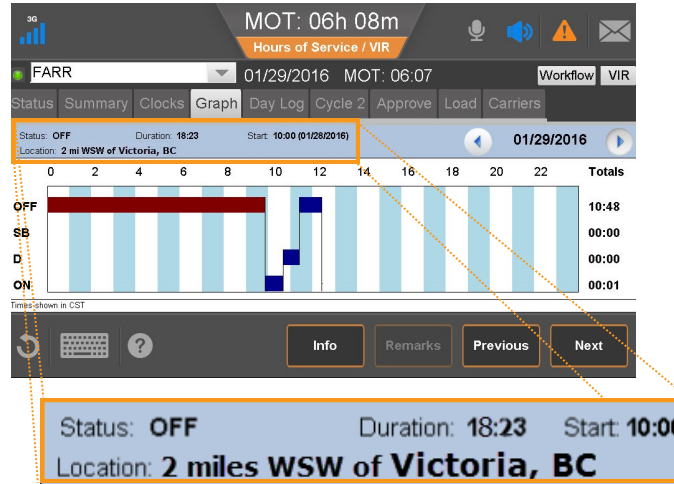 3G
MOT: 06h 08m
Hours of Service / VIR
FARR
01/29/2016 MOT: 06:07
Workflow VIR
Status Summary Clocks Graph Day Log Cycle 2 Approve Load Carriers
Status: OFF Duration: 18:23 Start: 10:00 (01/28/2016)
Location: 2 mi WSW of Victoria, BC
01/29/2016
0 2 4 6 8 10 12 14 16 18 20 22 Totals
OFF 10:48
SB 00:00
D 00:00
ON 00:01
Times shown in CST
? Info Remarks Previous Next
Status: OFF Duration: 18:23 Start: 10:00
Location: 2 miles WSW of Victoria, BC